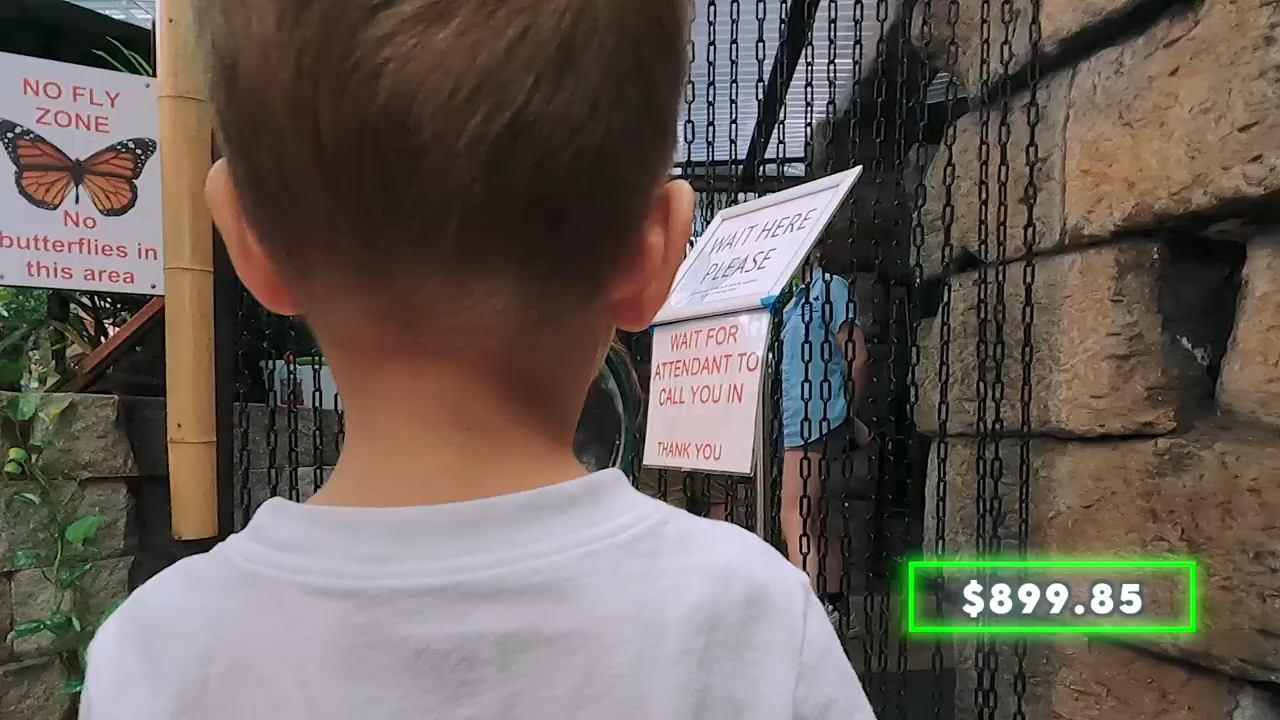 NO FLY
ZONE
No
butterflies in
this area
WAIT HERE
PLEASE
WAIT FOR
ATTENDANT TO
CALL YOU IN
THANK YOU
$899.85